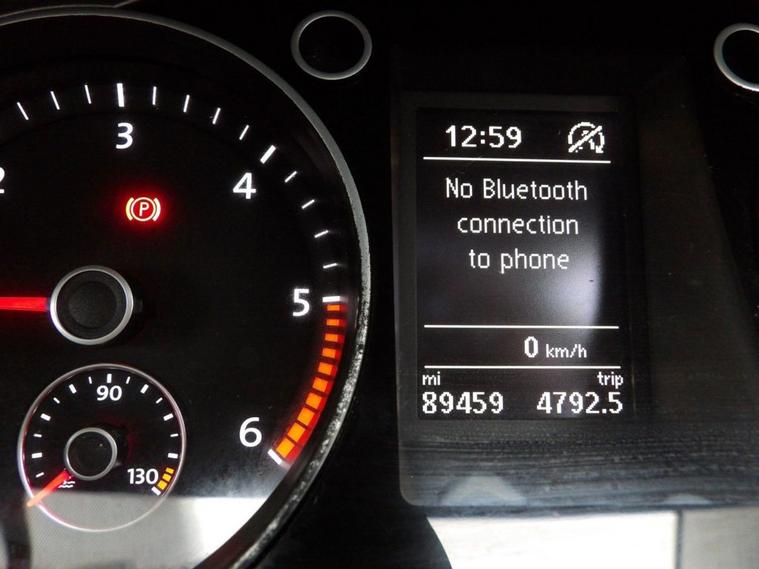 2
3
4
5
6
P
90
130
12:59
No Bluetooth
connection
to phone
0 km/h
mi trip
89459 4792.5